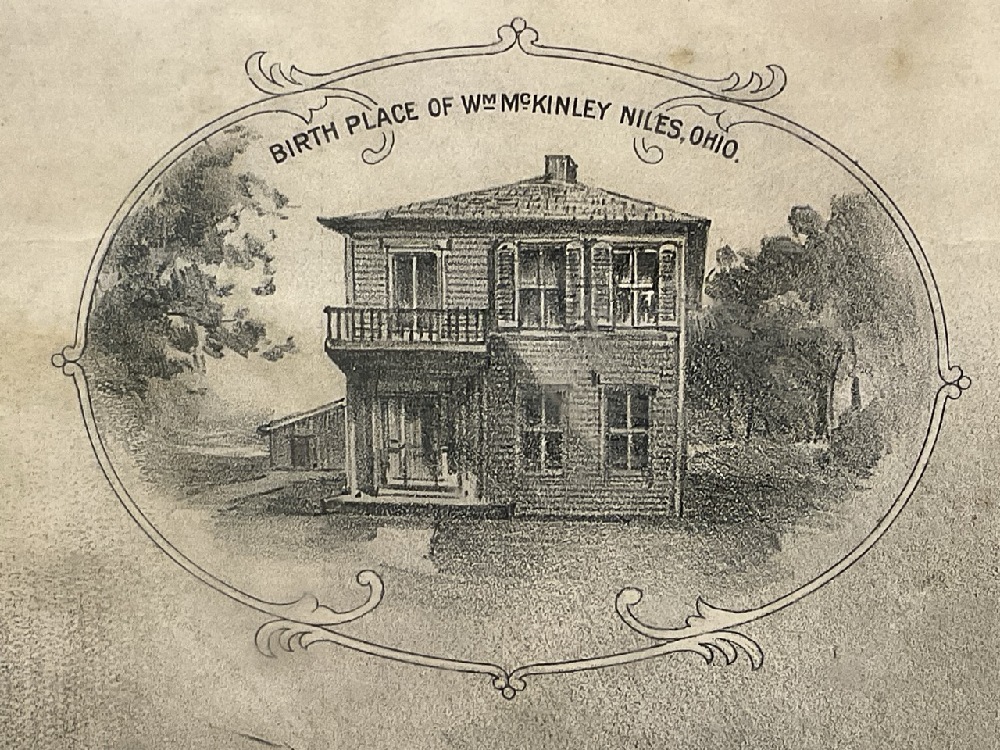 BIRTH PLACE OF Wᴹ MᶜKINLEY NILES, OHIO.